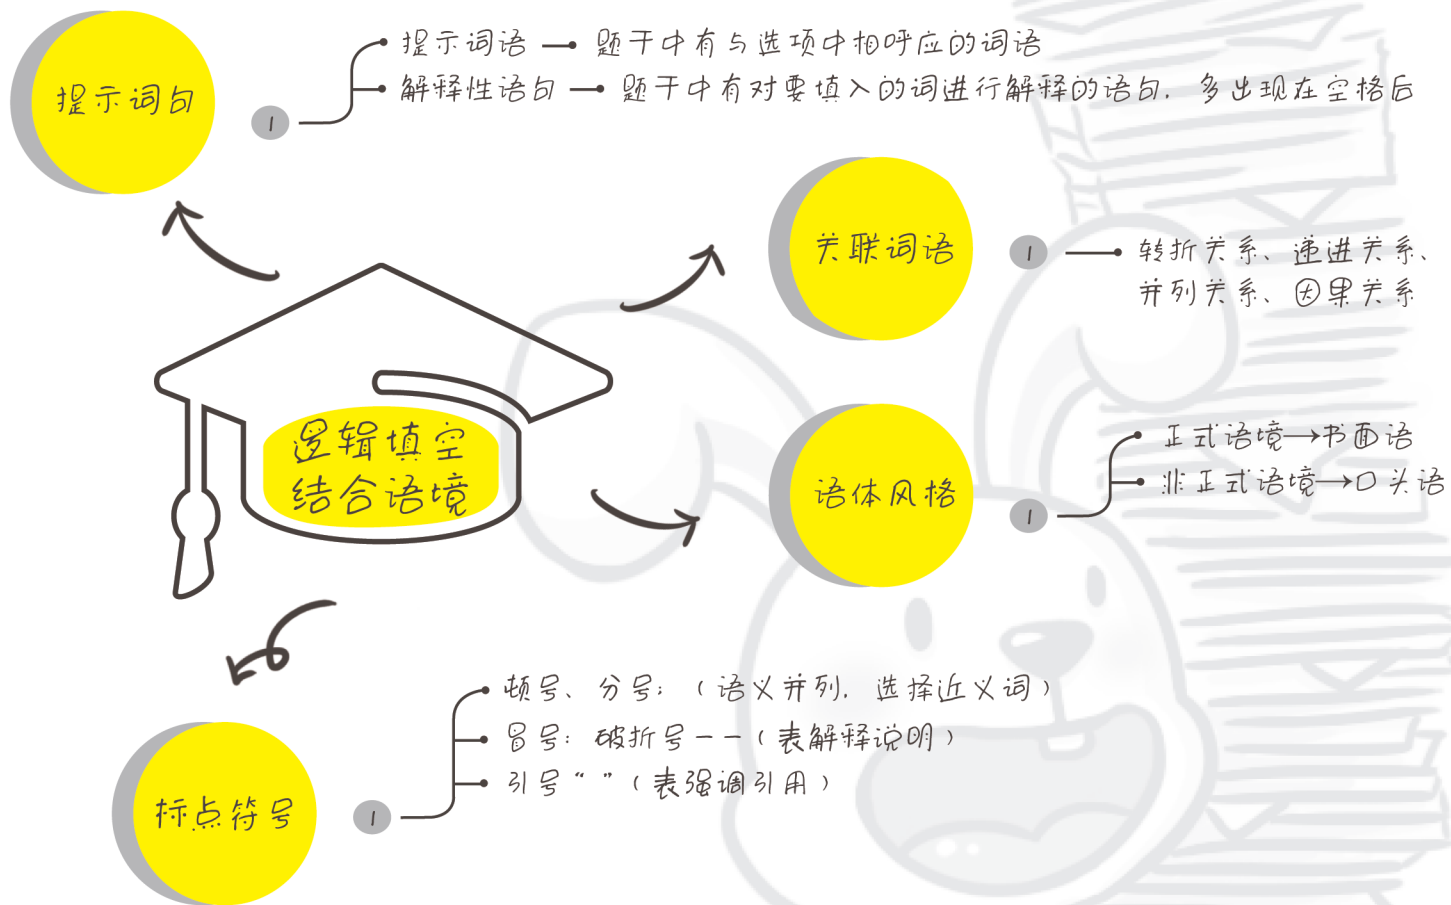 提示词句
1
提示词语 — 题干中有与选项中相呼应的词语
解释性语句 — 题干中有对要填入的词进行解释的语句，多出现在空格后
关联词语
1
转折关系、递进关系、
并列关系、因果关系
逻辑填空
结合语境
语体风格
1
正式语境→书面语
非正式语境→口头语
标点符号
1
顿号、分号；（语义并列，选择近义词）
冒号：破折号——（表解释说明）
引号“ ”（表强调引用）